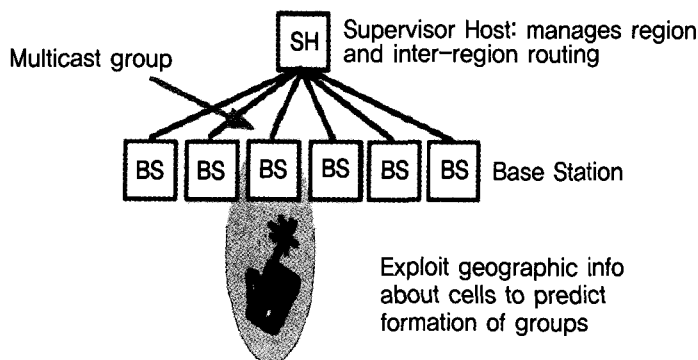 SH
Supervisor Host: manages region
and inter-region routing
Multicast group
BS BS BS BS BS BS
Base Station
Exploit geographic info
about cells to predict
formation of groups